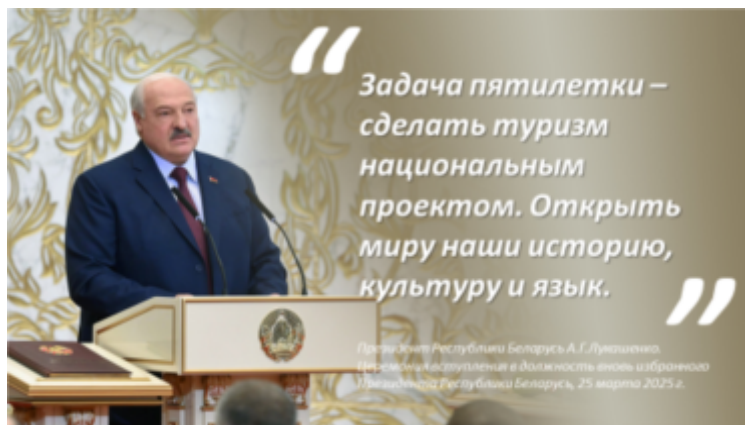 “
Задача пятилетки –
сделать туризм
национальным
проектом. Открыть
миру наши историю,
культуру и язык.
”
Президент Республики Беларусь А.Г.Лукашенко.
Церемония вступления в должность вновь избранного
Президента Республики Беларусь, 25 марта 2025 г.